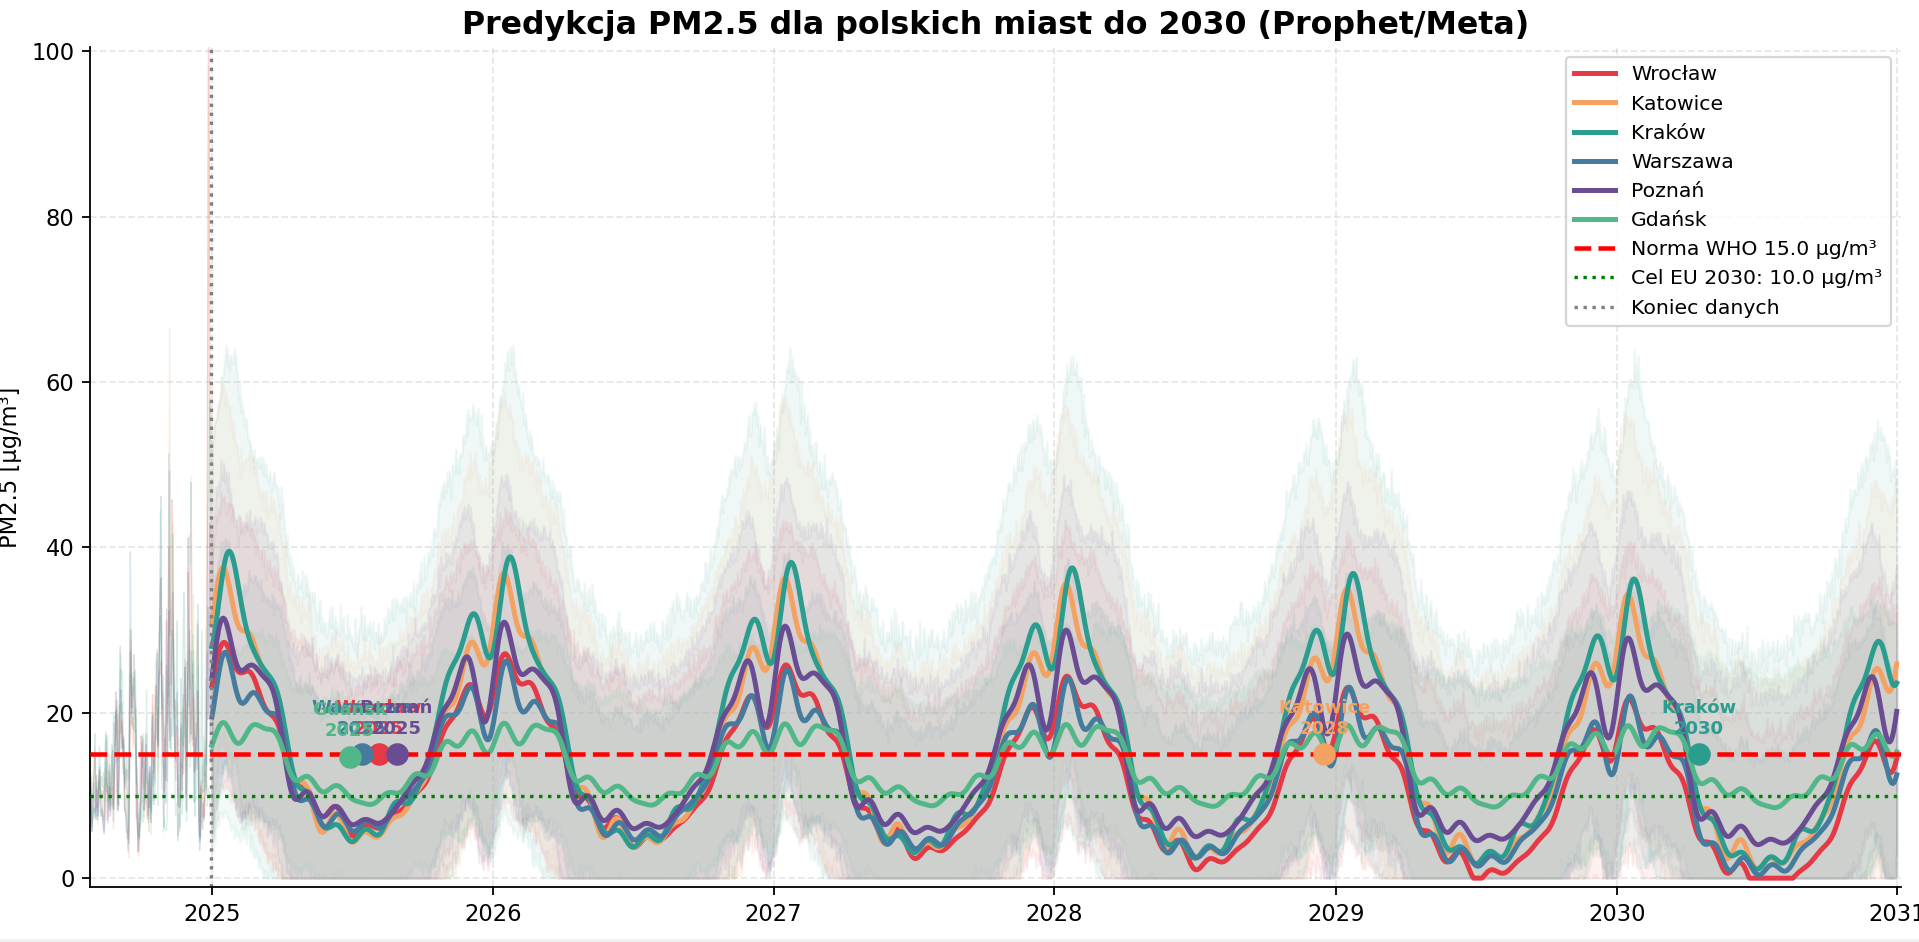 Predykcja PM2.5 dla polskich miast do 2030 (Prophet/Meta)
100
80
60
40
20
0
PM2.5 [µg/m³]
Wrocław
Katowice
Kraków
Warszawa
Poznań
Gdańsk
Norma WHO 15.0 µg/m³
Cel EU 2030: 10.0 µg/m³
Koniec danych
Poznań
2025
Katowice
2028
Kraków
2030
2025
2026
2027
2028
2029
2030
2031